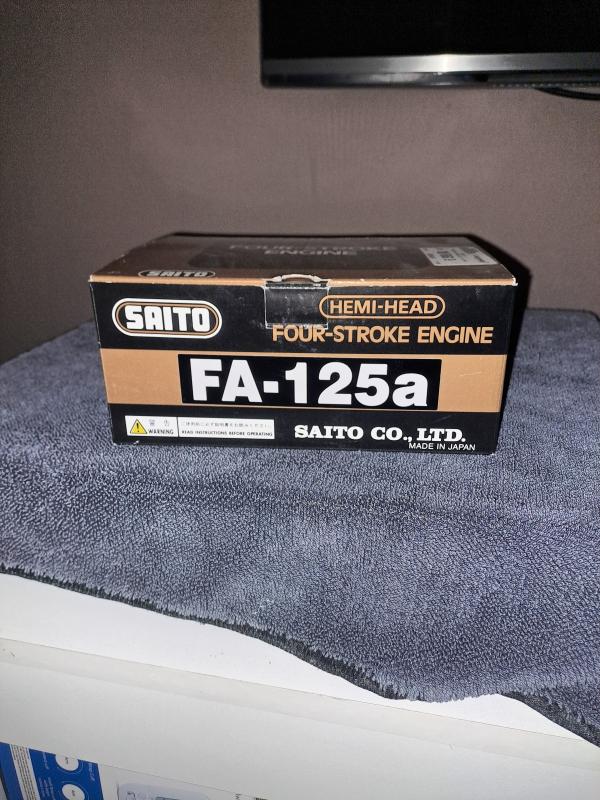 FOUR-STROKE
ENGINE
SAITO
SAITO
HEMI-HEAD
FOUR-STROKE ENGINE
FA-125a
WARNING
READ INSTRUCTIONS BEFORE OPERATING
SAITO CO., LTD.
MADE IN JAPAN